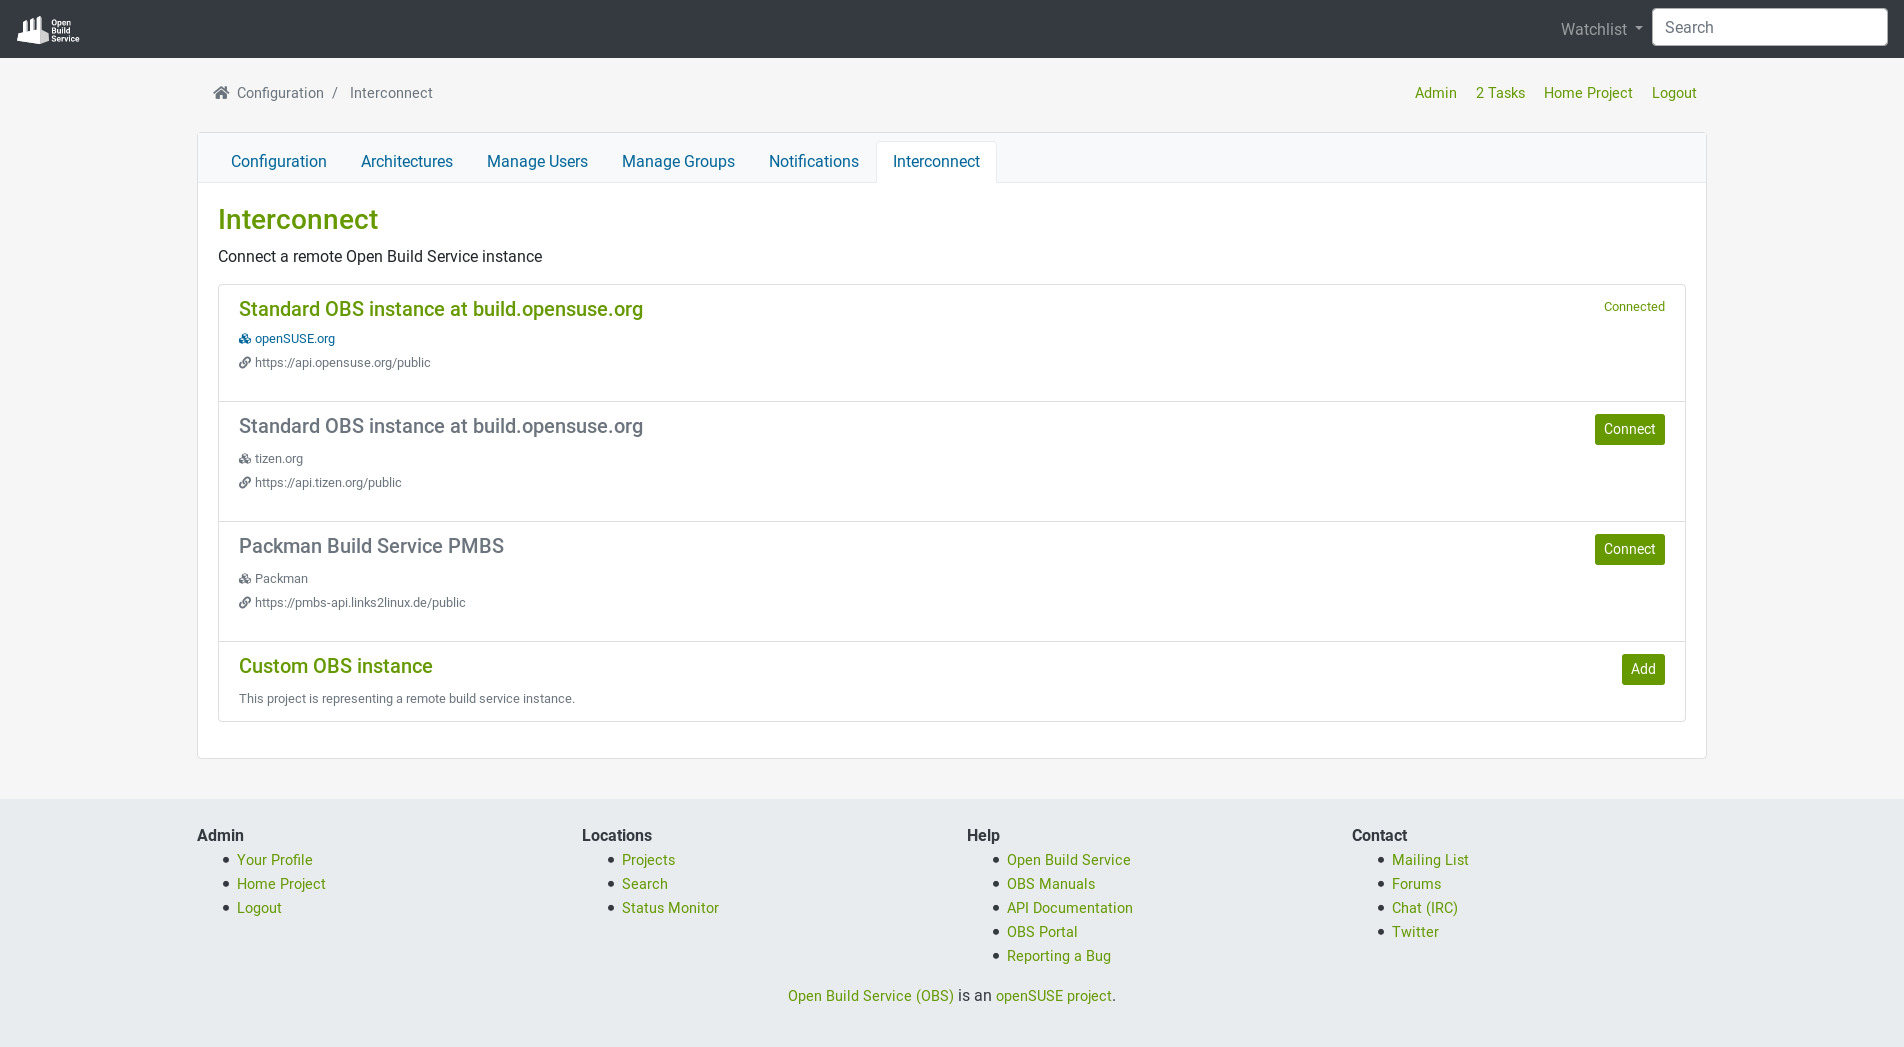 Open
Build
Service
Watchlist
Search
Configuration / Interconnect
Admin 2 Tasks Home Project Logout
Configuration Architectures Manage Users Manage Groups Notifications Interconnect
Interconnect
Connect a remote Open Build Service instance
Standard OBS instance at build.opensuse.org Connected
openSUSE.org
https://api.opensuse.org/public
Standard OBS instance at build.opensuse.org Connect
tizen.org
https://api.tizen.org/public
Packman Build Service PMBS Connect
Packman
https://pmbs-api.links2linux.de/public
Custom OBS instance Add
This project is representing a remote build service instance.
Admin
Your Profile
Home Project
Logout
Locations
Projects
Search
Status Monitor
Help
Open Build Service
OBS Manuals
API Documentation
OBS Portal
Reporting a Bug
Contact
Mailing List
Forums
Chat (IRC)
Twitter
Open Build Service (OBS) is an openSUSE project.